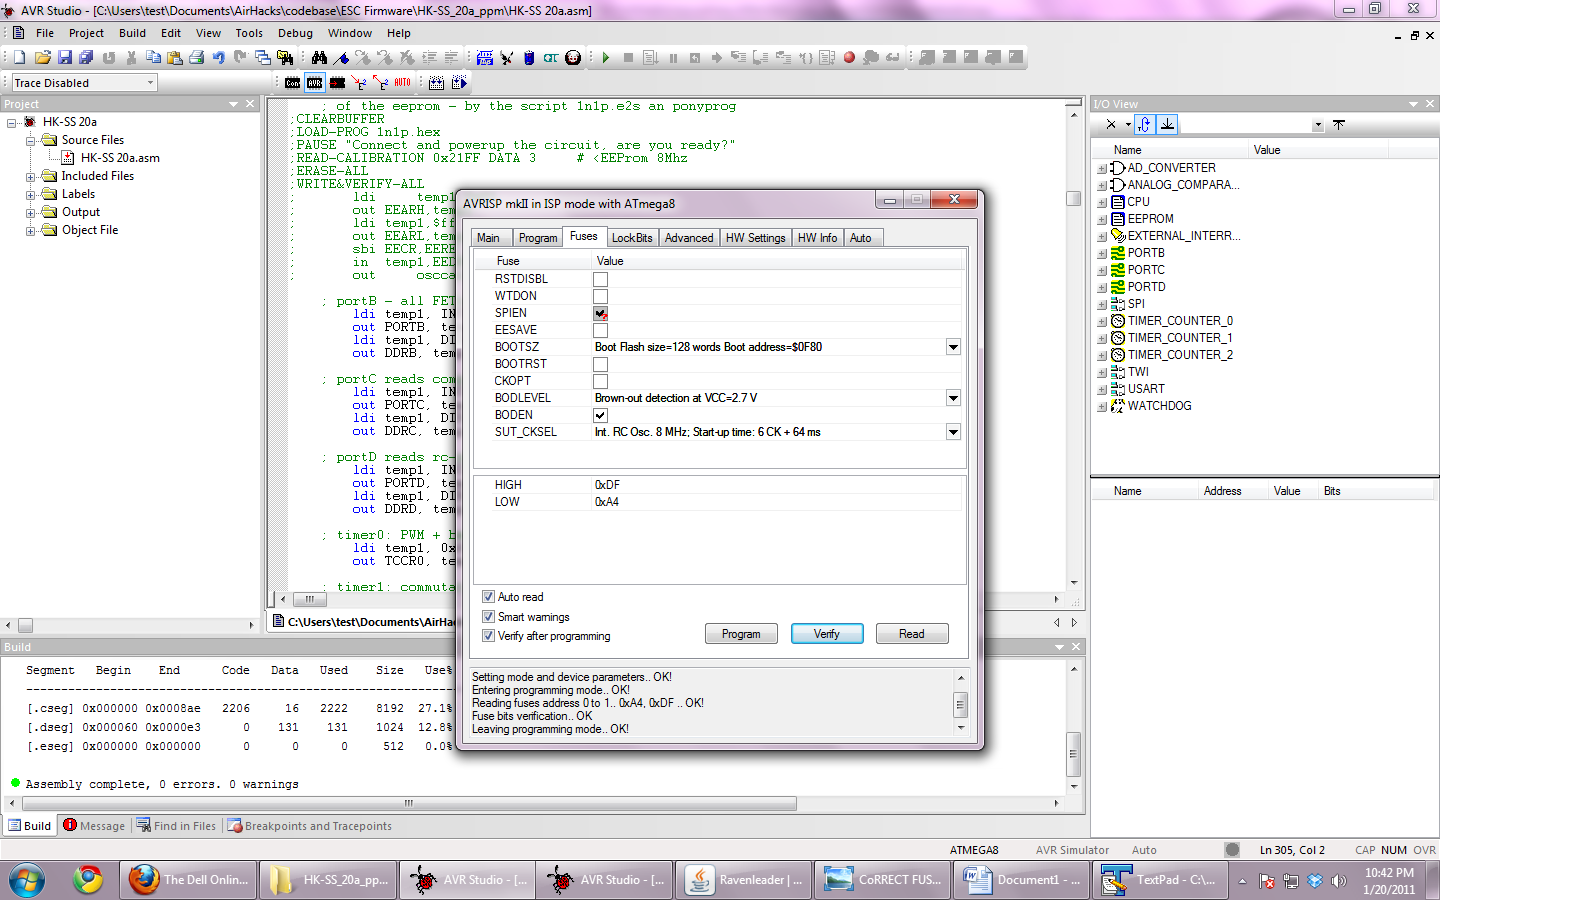 AVR Studio - [C:\Users\test\Documents\AirHacks\codebase\ESC Firmware\HK-SS_20a_ppm\HK-SS 20a.asm]
File Project Build Edit View Tools Debug Window Help
Trace Disabled
AUTO
Project
HK-SS 20a
Source Files
HK-SS 20a.asm
Included Files
Labels
Output
Object File
; of the eeprom - by the script 1n1p.e2s an ponyprog
;CLEARBUFFER
;LOAD-PROG 1n1p.hex
;PAUSE "Connect and powerup the circuit, are you ready?"
;READ-CALIBRATION 0x21FF DATA 3 # <EEProm 8Mhz
;ERASE-ALL
;WRITE&VERIFY-ALL
; ldi temp1
; out EEARH,tem
; ldi temp1,$ff
; out EEARL,tem
; sbi EECR,EERE
; in temp1,EED
; out oscca
; portB - all FET
ldi temp1, IN
out PORTB, te
ldi temp1, DI
out DDRB, tem
; portC reads com
ldi temp1, IN
out PORTC, te
ldi temp1, DI
out DDRC, tem
; portD reads rc-
ldi temp1, IN
out PORTD, te
ldi temp1, DI
out DDRD, tem
; timer0: PWM + b
ldi temp1, 0x
out TCCR0, te
; timer1: commuta
C:\Users\test\Documents\AirHac
AVRISP mkII in ISP mode with ATmega8
Main Program Fuses LockBits Advanced HW Settings HW Info Auto
Fuse Value
RSTDISBL
WTDON
SPIEN
EESAVE
BOOTSZ Boot Flash size=128 words Boot address=$0F80
BOOTRST
CKOPT
BODLEVEL Brown-out detection at VCC=2.7 V
BODEN
SUT_CKSEL Int. RC Osc. 8 MHz; Start-up time: 6 CK + 64 ms
HIGH 0xDF
LOW 0xA4
Auto read
Smart warnings
Verify after programming
Program Verify Read
Setting mode and device parameters.. OK!
Entering programming mode.. OK!
Reading fuses address 0 to 1.. 0xA4, 0xDF .. OK!
Fuse bits verification.. OK
Leaving programming mode.. OK!
I/O View
Name Value
AD_CONVERTER
ANALOG_COMPARA...
CPU
EEPROM
EXTERNAL_INTERR...
PORTB
PORTC
PORTD
SPI
TIMER_COUNTER_0
TIMER_COUNTER_1
TIMER_COUNTER_2
TWI
USART
WATCHDOG
Name Address Value Bits
Build
Segment Begin End Code Data Used Size Use%
[.cseg] 0x000000 0x0008ae 2206 16 2222 8192 27.1%
[.dseg] 0x000060 0x0000e3 0 131 131 1024 12.8%
[.eseg] 0x000000 0x000000 0 0 0 512 0.0%
Assembly complete, 0 errors. 0 warnings
Build Message Find in Files Breakpoints and Tracepoints
ATMEGA8 AVR Simulator Auto Ln 305, Col 2 CAP NUM OVR
The Dell Onlin... HK-SS_20a_pp... AVR Studio - [... AVR Studio - [... Ravenleader | ... CoRRECT FUS... Document1 - ... TextPad - C:\...
10:42 PM
1/20/2011